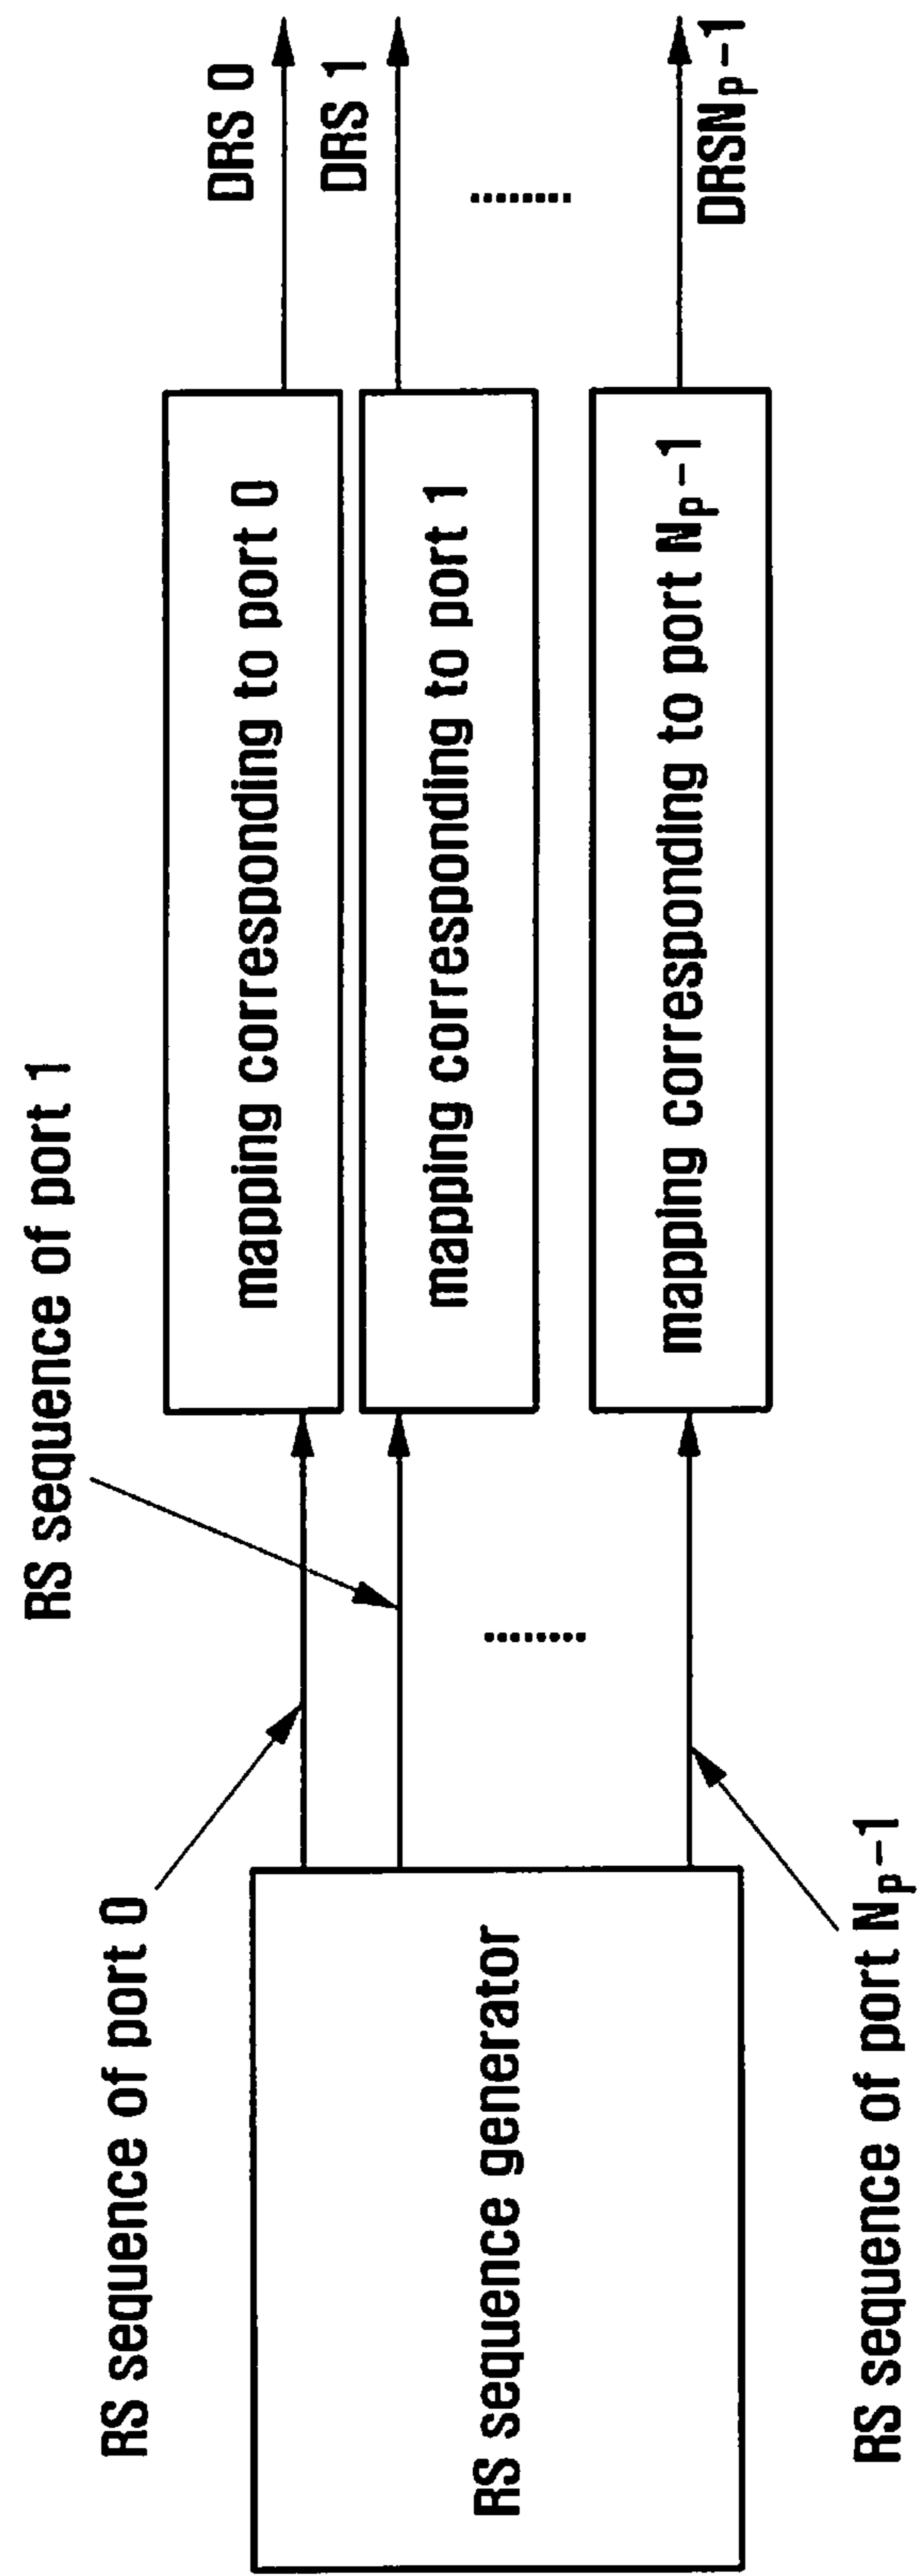 RS sequence generator
RS sequence of port 0
RS sequence of port 1
RS sequence of port Np-1
mapping corresponding to port 0
mapping corresponding to port 1
mapping corresponding to port Np-1
DRS 0
DRS 1
DRSNp-1